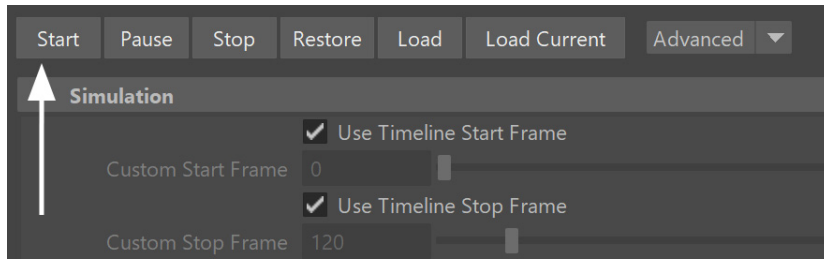 Start Pause Stop Restore Load Load Current Advanced
Simulation
Use Timeline Start Frame
Custom Start Frame 0
Use Timeline Stop Frame
Custom Stop Frame 120